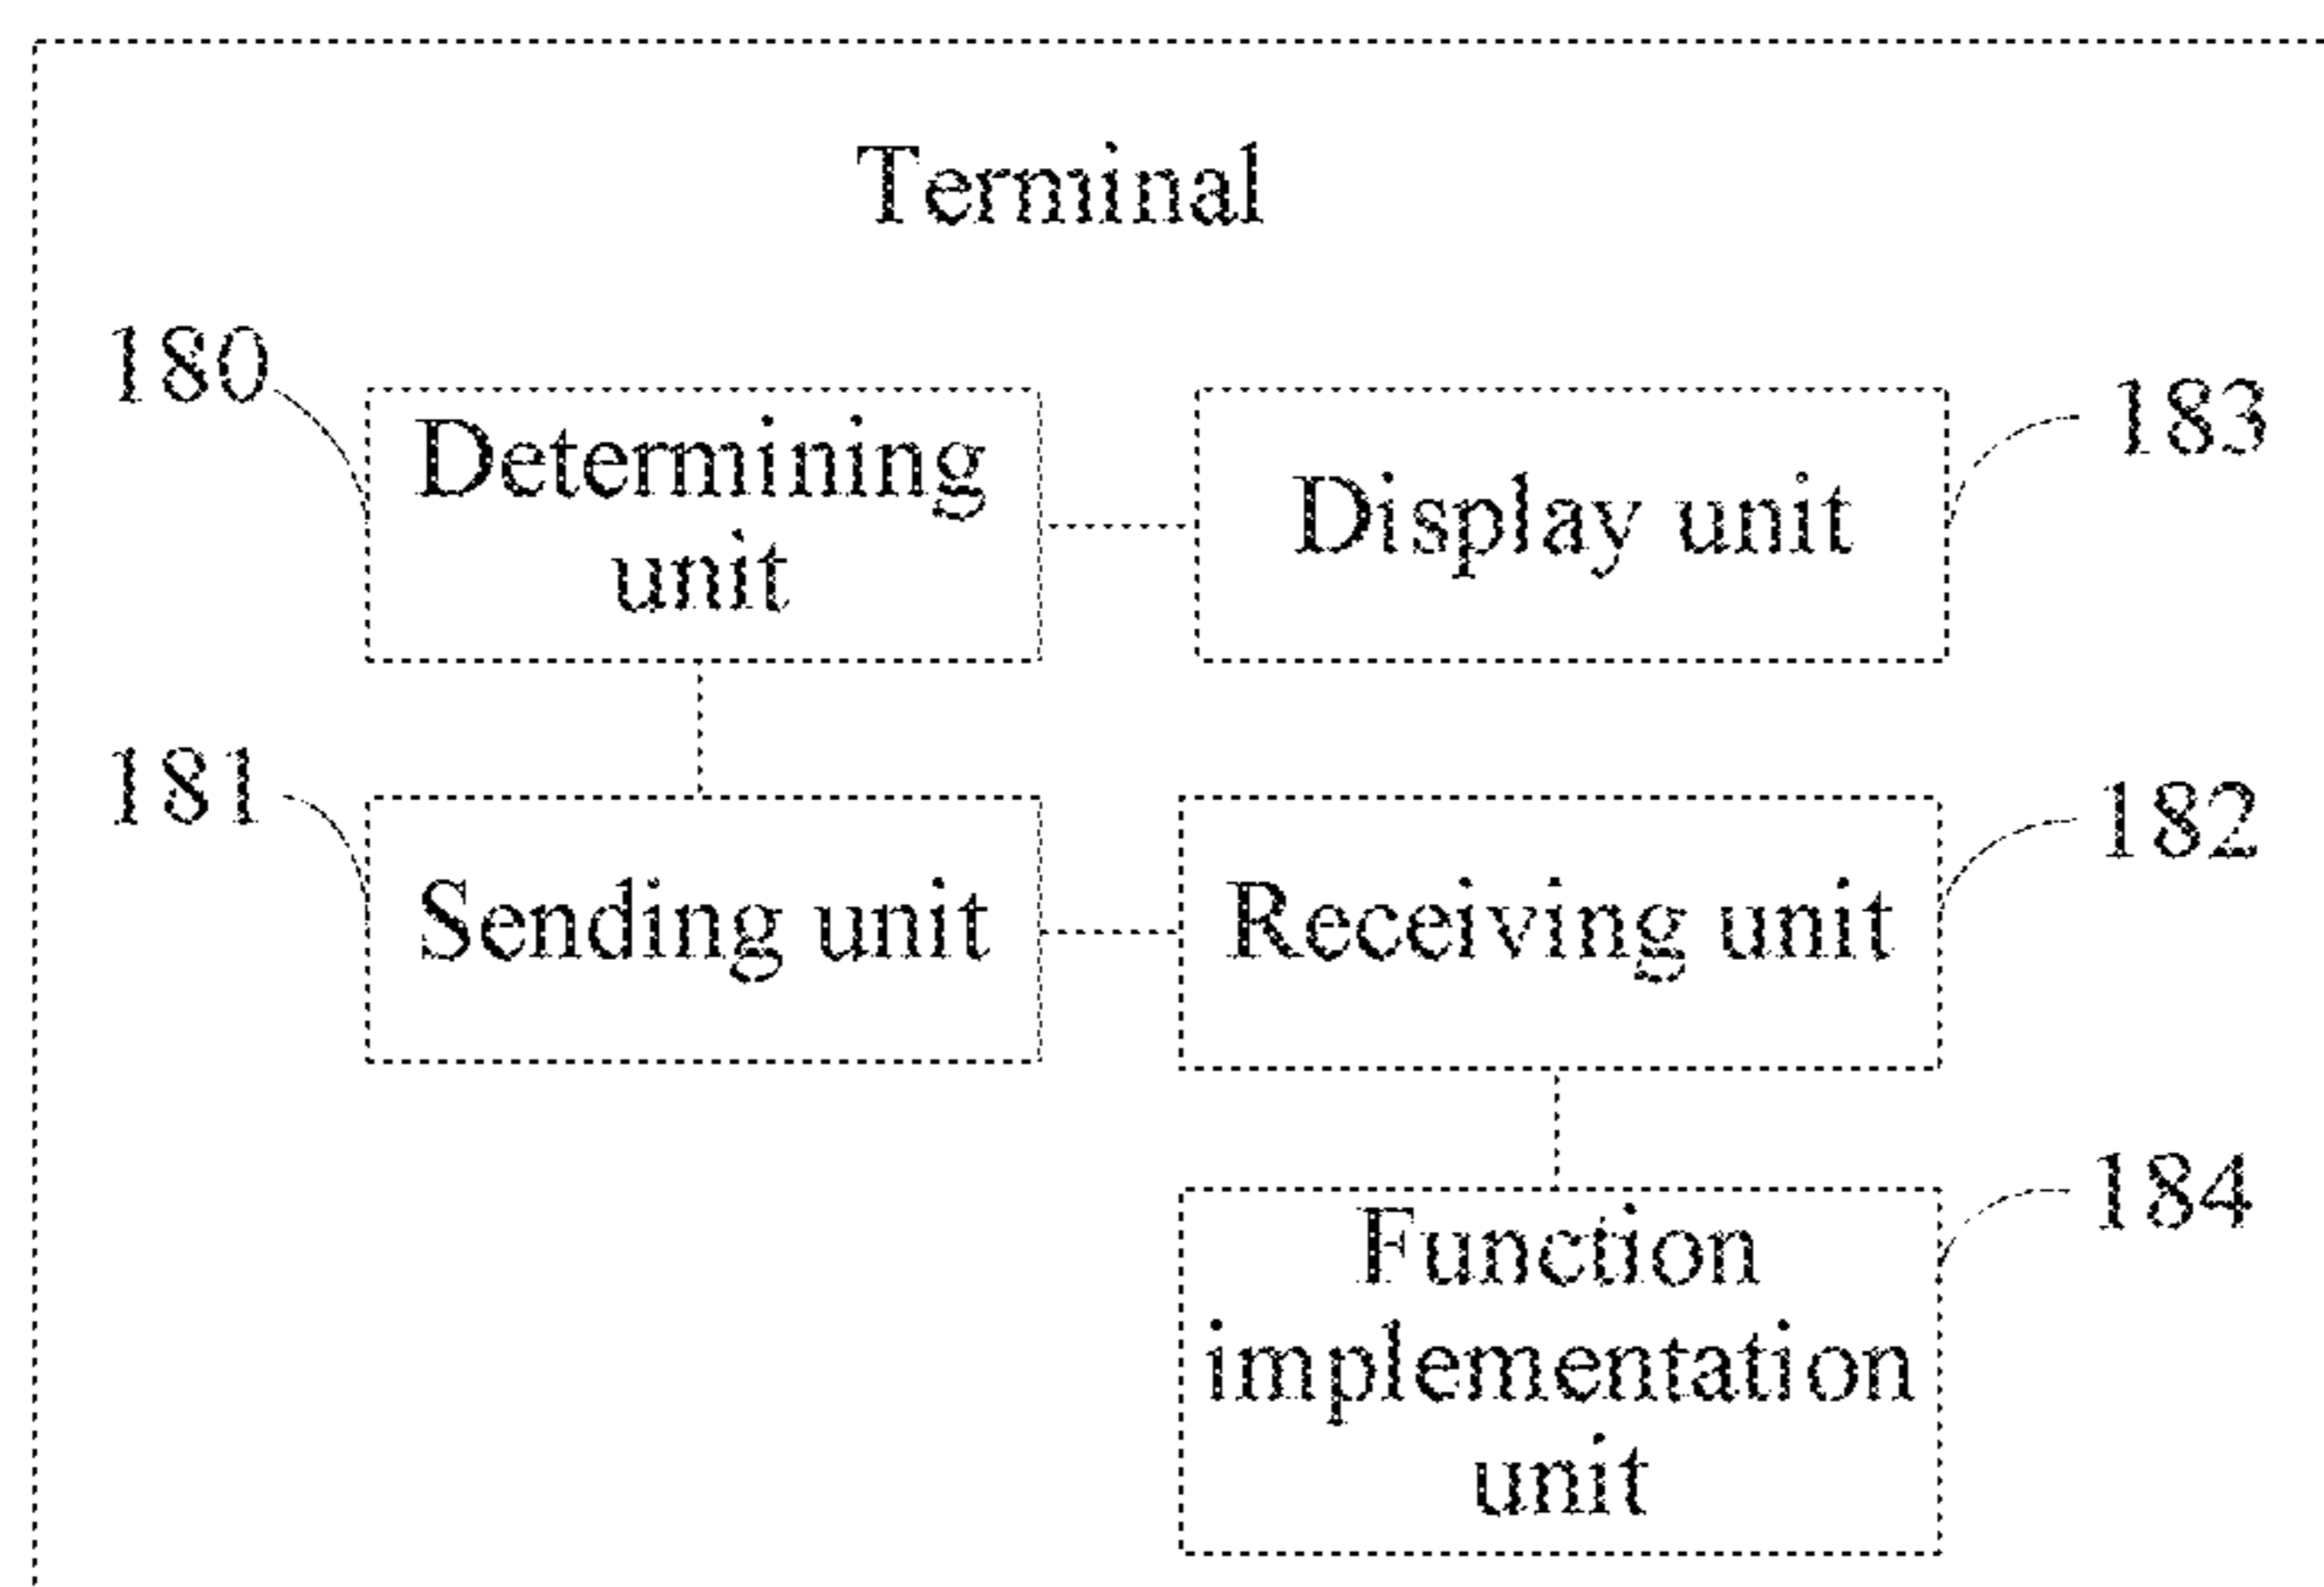 Terminal
180
Determining
unit
Display unit
183
181
Sending unit
Receiving unit
182
Function
implementation
unit
184